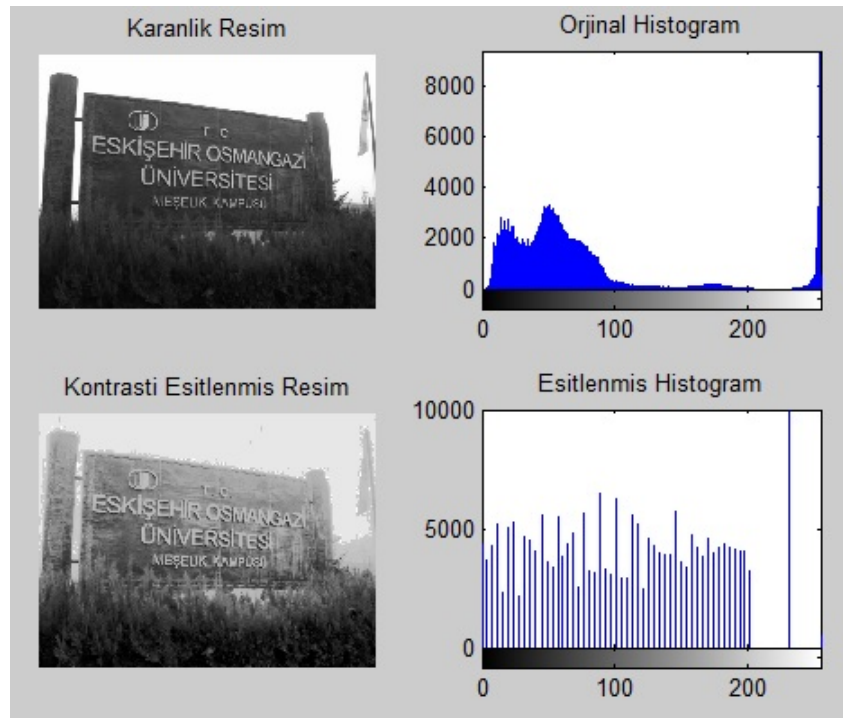 Karanlik Resim
T.C.
ESKİŞEHİR OSMANGAZİ
ÜNİVERSİTESİ
MEŞELİK KAMPÜSÜ
Orjinal Histogram
8000
6000
4000
2000
0
0 100 200
Kontrasti Esitlenmis Resim
T.C.
ESKİŞEHİR OSMANGAZİ
ÜNİVERSİTESİ
MEŞELİK KAMPÜSÜ
Esitlenmis Histogram
10000
5000
0
0 100 200